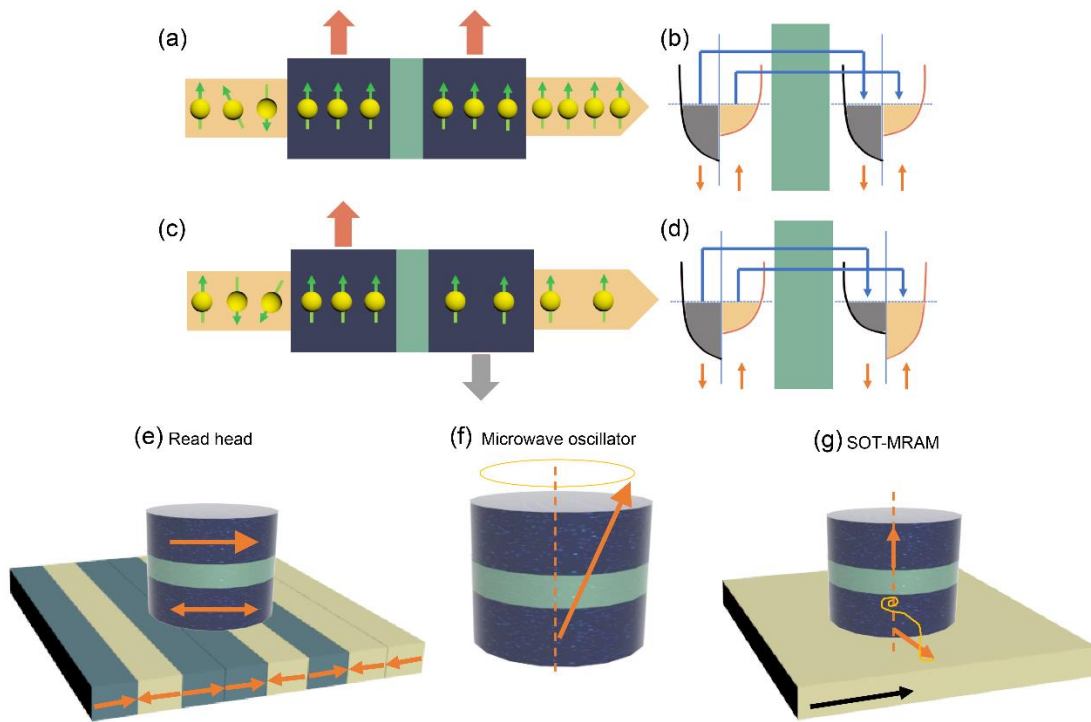 (a)
(b)
(c)
(d)
(e) Read head
(f) Microwave oscillator
(g) SOT-MRAM